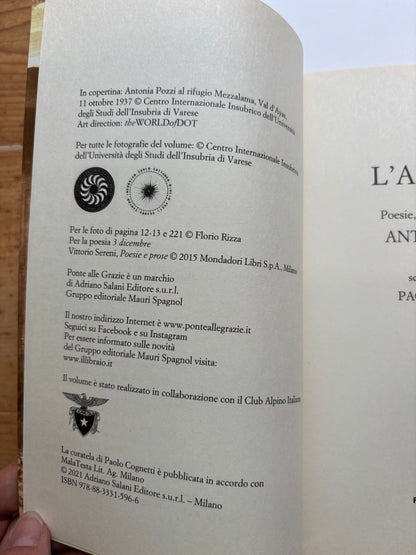 In copertina: Antonia Pozzi al rifugio Mezzalama, Val d'Ayas,
11 ottobre 1937 © Centro Internazionale Insubrico dell'Università
degli Studi dell'Insubria di Varese
Art direction: theWORLDofDOT
Per tutte le fotografie del volume: © Centro Internazionale Insubrico
dell'Università degli Studi dell'Insubria di Varese
Per le foto di pagina 12-13 e 221 © Florio Rizza
Per la poesia 3 dicembre
Vittorio Sereni, Poesie e prose © 2015 Mondadori Libri S.p.A., Milano
Ponte alle Grazie è un marchio
di Adriano Salani Editore s.u.r.l.
Gruppo editoriale Mauri Spagnol
Il nostro indirizzo Internet è www.ponteallegrazie.it
Seguici su Facebook e su Instagram
Per essere informato sulle novità
del Gruppo editoriale Mauri Spagnol visita:
www.illibraio.it
Il volume è stato realizzato in collaborazione con il Club Alpino Italiano
La curatela di Paolo Cognetti è pubblicata in accordo con
MalaTesta Lit. Ag. Milano
© 2021 Adriano Salani Editore s.u.r.l. – Milano
ISBN 978-88-3331-596-6
L'A
Poesie,
ANT
PAO